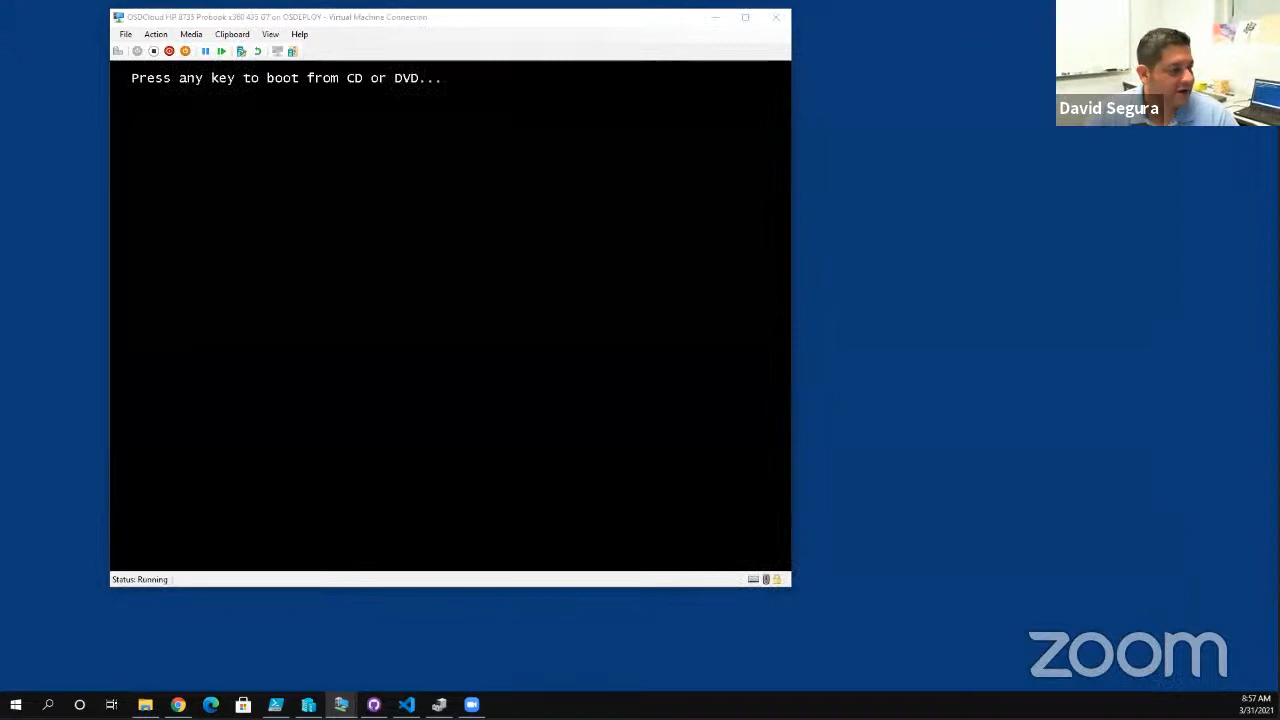 OSDCloud HP 8735 Probook x360 435 G7 on OSDEPLOY - Virtual Machine Connection
File Action Media Clipboard View Help
Press any key to boot from CD or DVD...
David Segura
Status: Running
zoom
8:57 AM
3/31/2021